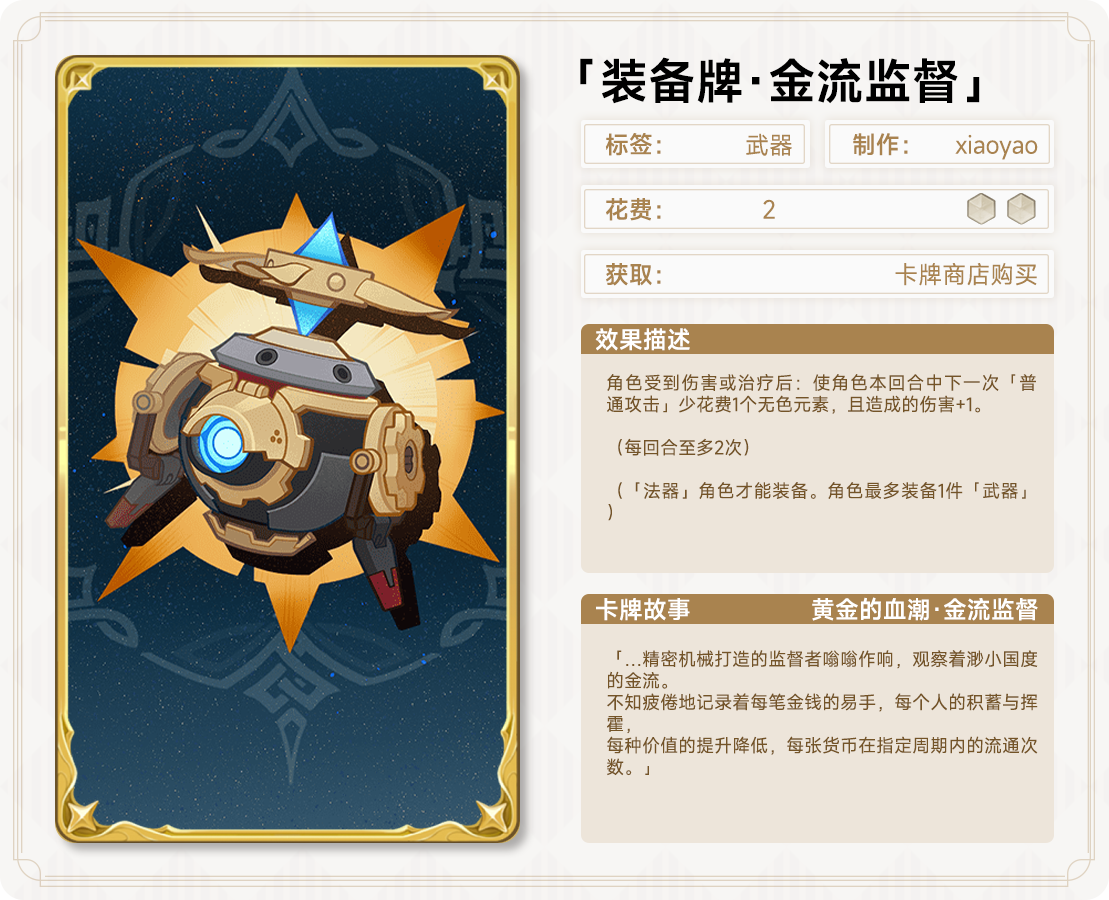 「装备牌·金流监督」
标签： 武器
制作： xiaoyao
花费： 2
获取： 卡牌商店购买
效果描述
角色受到伤害或治疗后：使角色本回合中下一次「普
通攻击」少花费1个无色元素，且造成的伤害+1。
（每回合至多2次）
（「法器」角色才能装备。角色最多装备1件「武器」
）
卡牌故事 黄金的血潮·金流监督
「...精密机械打造的监督者嗡嗡作响，观察着渺小国度
的金流。
不知疲倦地记录着每笔金钱的易手，每个人的积蓄与挥
霍，
每种价值的提升降低，每张货币在指定周期内的流通次
数。」